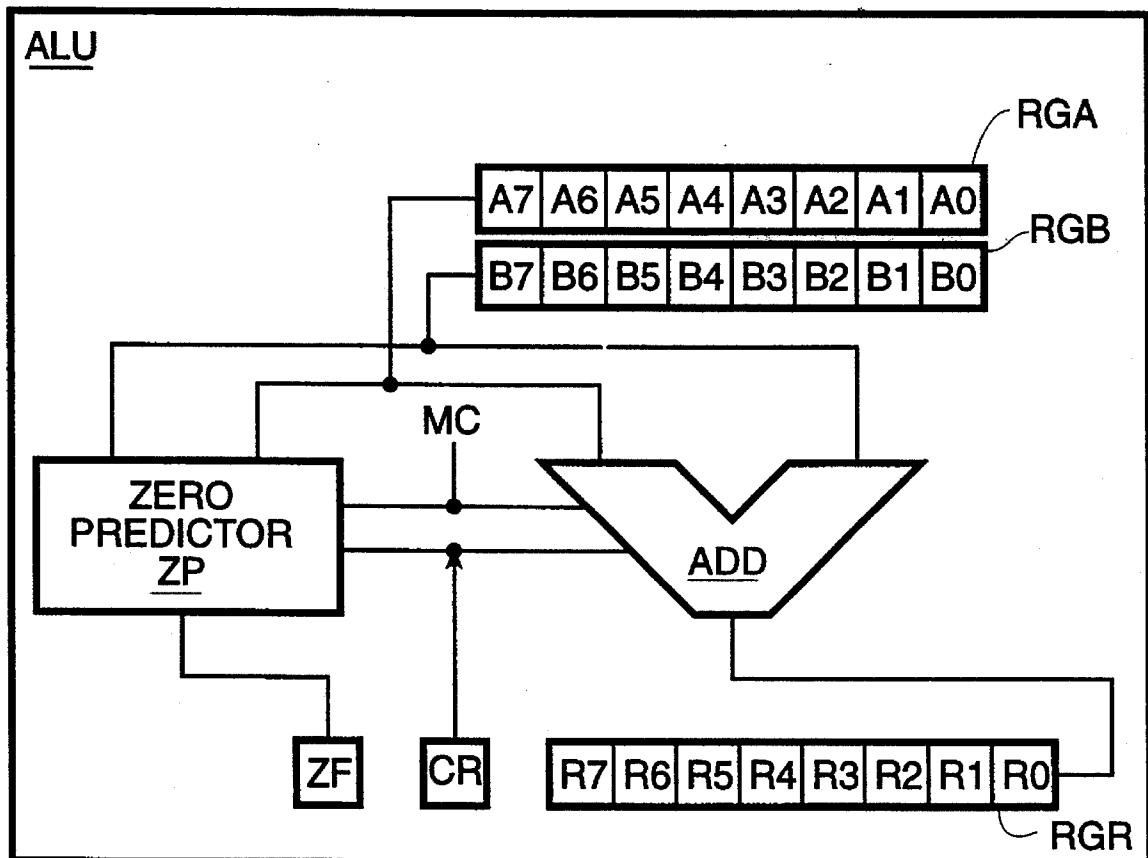 ALU
RGA
A7 A6 A5 A4 A3 A2 A1 A0
RGB
B7 B6 B5 B4 B3 B2 B1 B0
MC
ZERO
PREDICTOR
ZP
ADD
ZF
CR
R7 R6 R5 R4 R3 R2 R1 R0
RGR